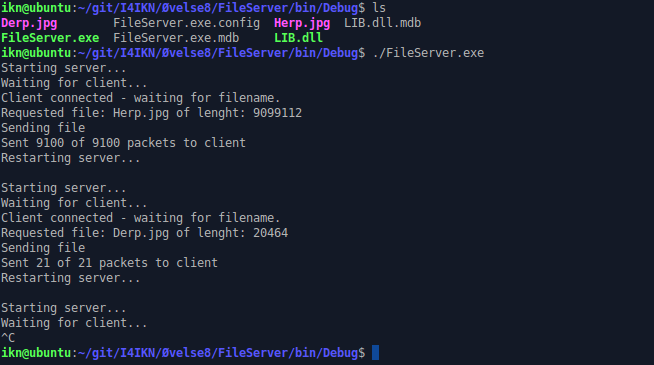 ikn@ubuntu:~/git/I4IKN/Øvelse8/FileServer/bin/Debug$ ls
Derp.jpg        FileServer.exe.config  Herp.jpg  LIB.dll.mdb
FileServer.exe  FileServer.exe.mdb     LIB.dll
ikn@ubuntu:~/git/I4IKN/Øvelse8/FileServer/bin/Debug$ ./FileServer.exe
Starting server...
Waiting for client...
Client connected - waiting for filename.
Requested file: Herp.jpg of lenght: 9099112
Sending file
Sent 9100 of 9100 packets to client
Restarting server...

Starting server...
Waiting for client...
Client connected - waiting for filename.
Requested file: Derp.jpg of lenght: 20464
Sending file
Sent 21 of 21 packets to client
Restarting server...

Starting server...
Waiting for client...
^C
ikn@ubuntu:~/git/I4IKN/Øvelse8/FileServer/bin/Debug$